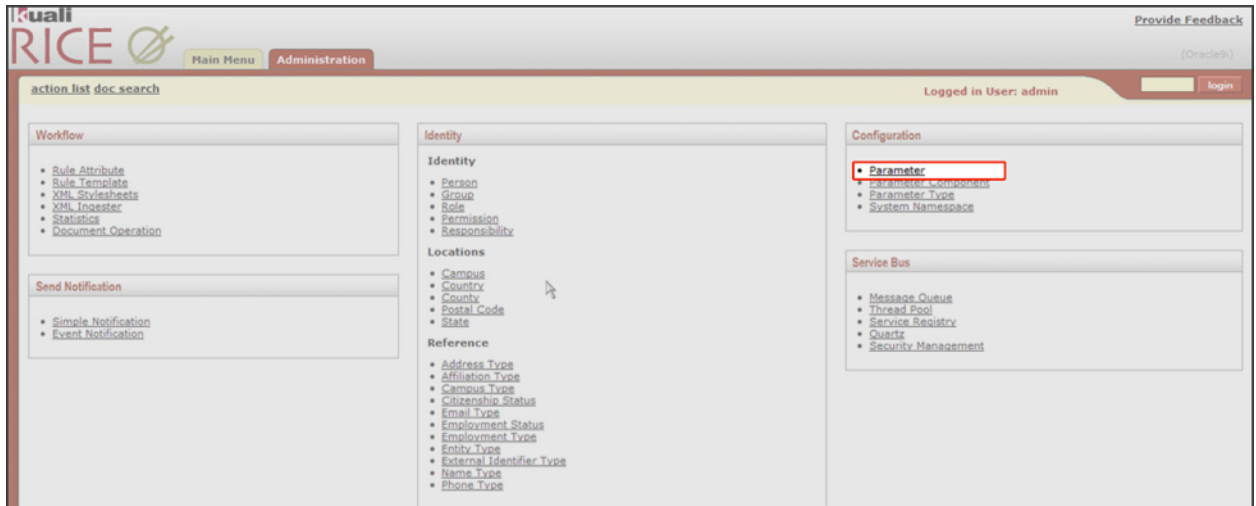 kuali
RICE
Provide Feedback
Main Menu
Administration
(Oracle9i)
action list doc search
Logged in User: admin
login
Workflow
Rule Attribute
Rule Template
XML Stylesheets
XML Ingester
Statistics
Document Operation
Send Notification
Simple Notification
Event Notification
Identity
Identity
Person
Group
Role
Permission
Responsibility
Locations
Campus
Country
County
Postal Code
State
Reference
Address Type
Affiliation Type
Campus Type
Citizenship Status
Email Type
Employment Status
Employment Type
Entity Type
External Identifier Type
Name Type
Phone Type
Configuration
Parameter
Parameter Component
Parameter Type
System Namespace
Service Bus
Message Queue
Thread Pool
Service Registry
Quartz
Security Management